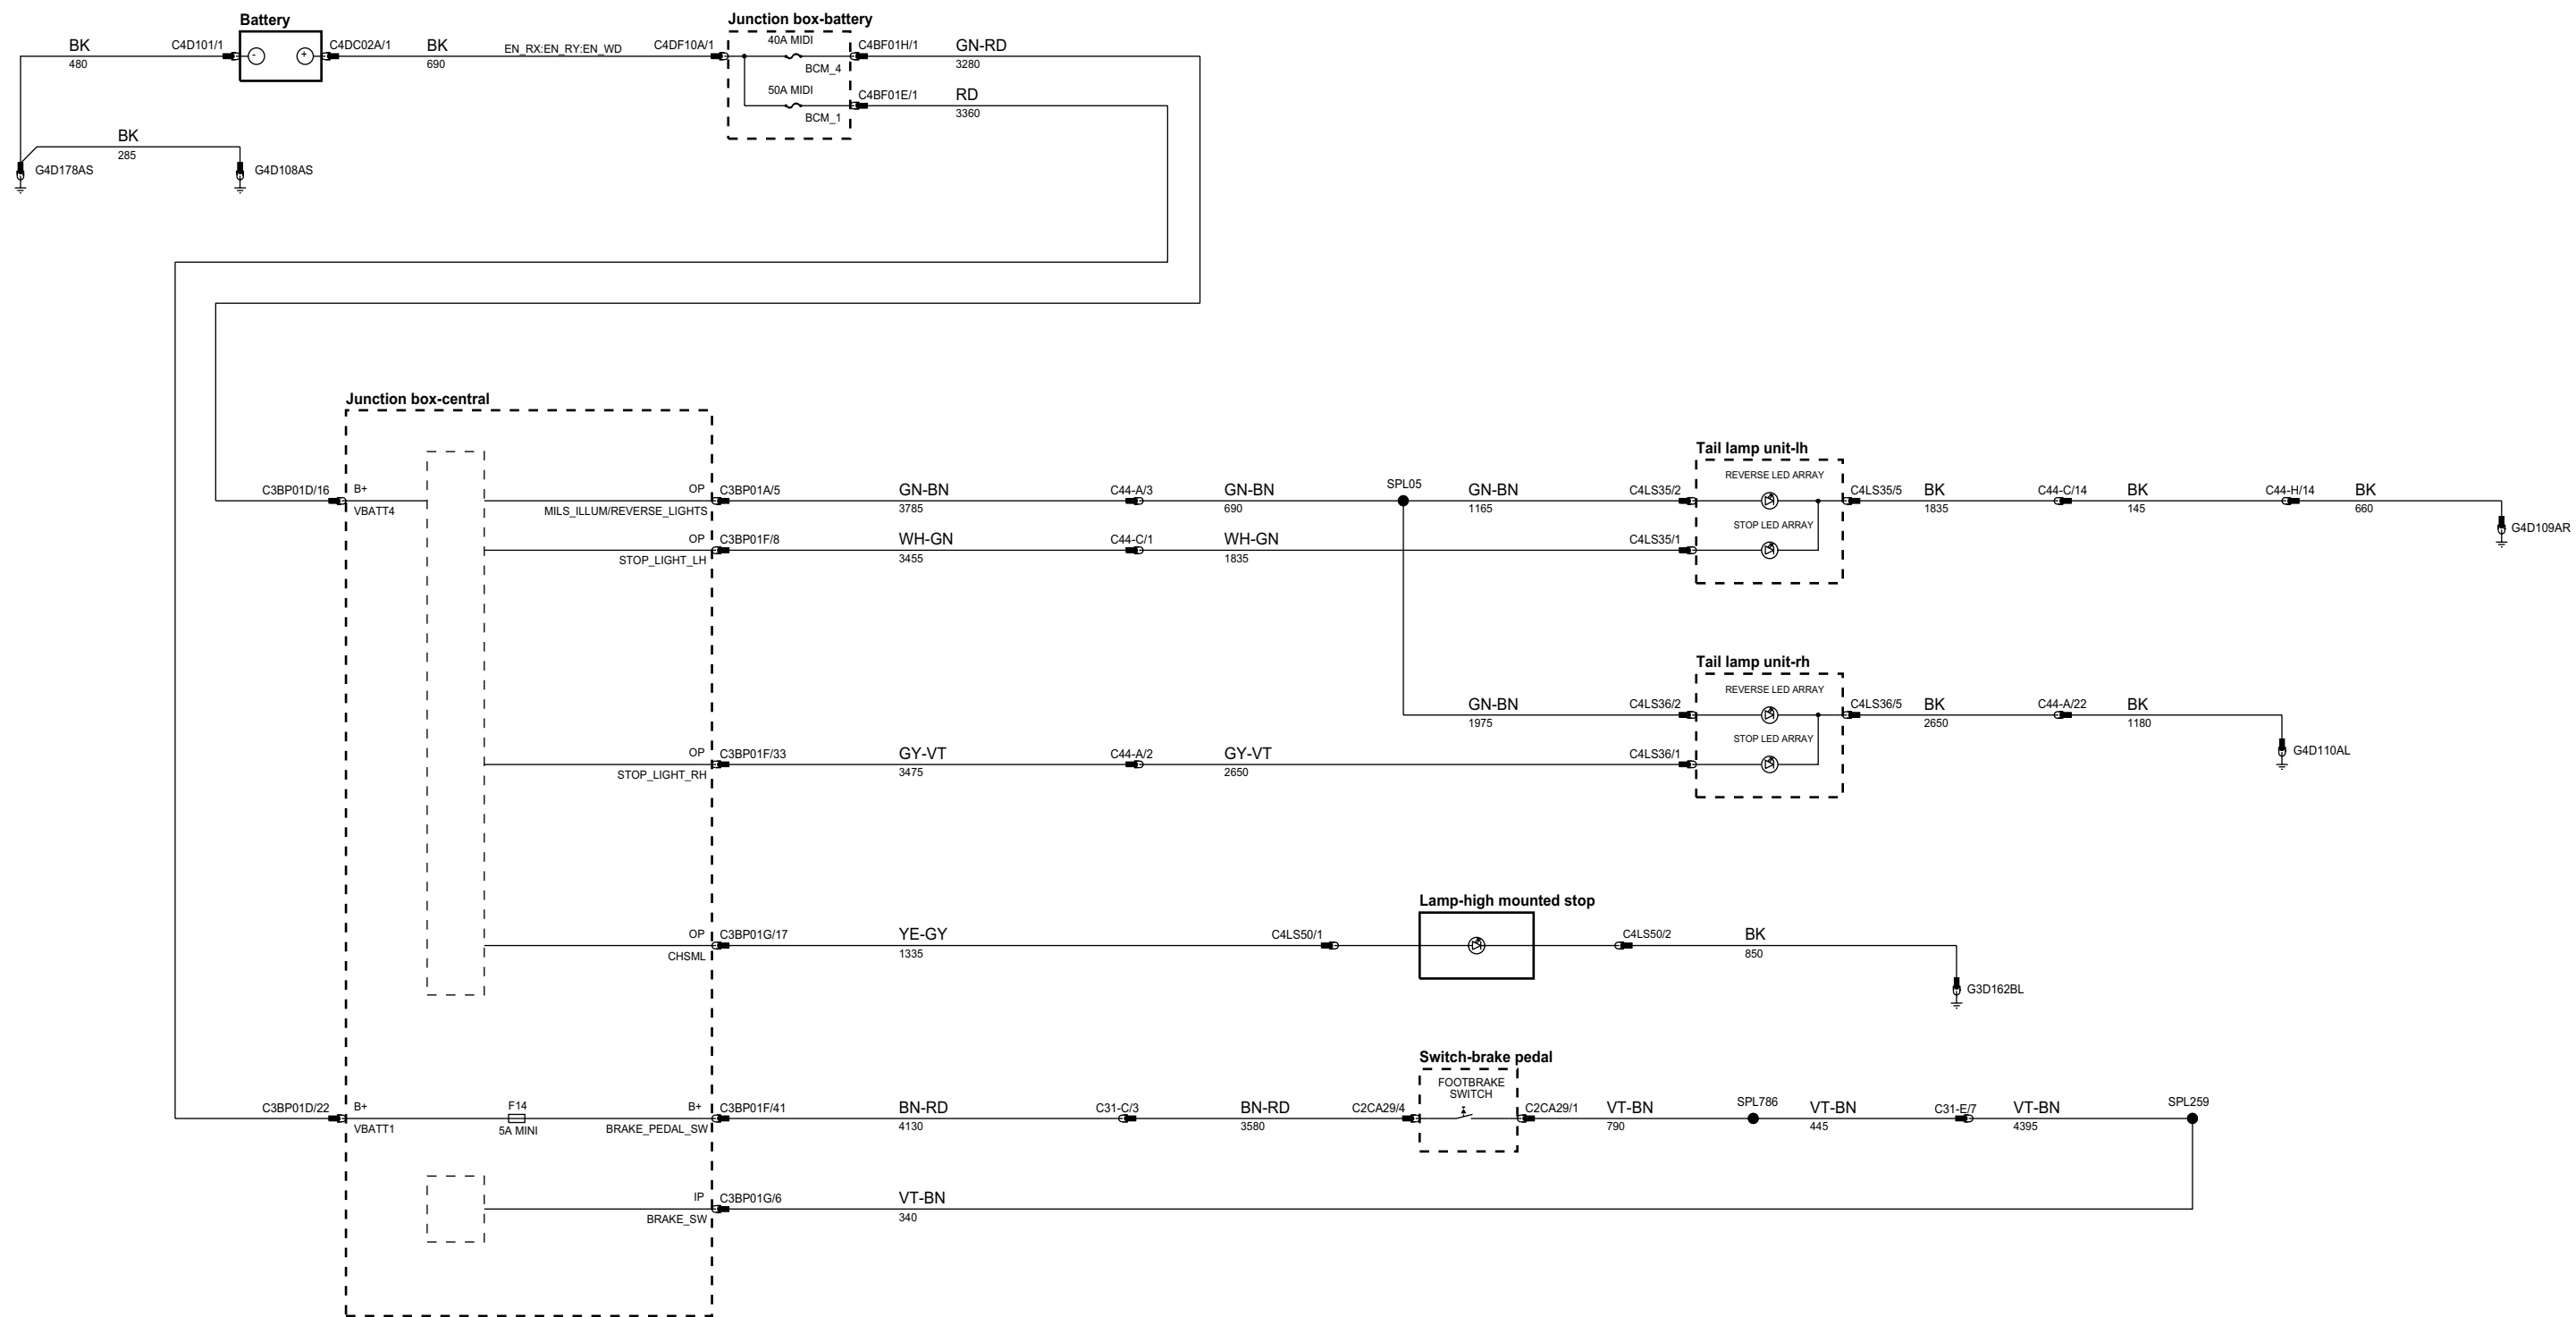 Battery
Junction box-battery
BK
480
C4D101/1
-
+
C4DC02A/1
BK
690
EN_RX:EN_RY:EN_WD
C4DF10A/1
40A MIDI
BCM_4
C4BF01H/1
GN-RD
3280
50A MIDI
BCM_1
C4BF01E/1
RD
3360
BK
285
G4D178AS
G4D108AS
Junction box-central
Tail lamp unit-lh
C3BP01D/16
B+
VBATT4
OP
MILS_ILLUM/REVERSE_LIGHTS
C3BP01A/5
GN-BN
3785
C44-A/3
GN-BN
690
SPL05
GN-BN
1165
C4LS35/2
REVERSE LED ARRAY
C4LS35/5
BK
1835
C44-C/14
BK
145
C44-H/14
BK
660
G4D109AR
OP
STOP_LIGHT_LH
C3BP01F/8
WH-GN
3455
C44-C/1
WH-GN
1835
C4LS35/1
STOP LED ARRAY
Tail lamp unit-rh
GN-BN
1975
C4LS36/2
REVERSE LED ARRAY
C4LS36/5
BK
2650
C44-A/22
BK
1180
G4D110AL
OP
STOP_LIGHT_RH
C3BP01F/33
GY-VT
3475
C44-A/2
GY-VT
2650
C4LS36/1
STOP LED ARRAY
Lamp-high mounted stop
OP
CHSML
C3BP01G/17
YE-GY
1335
C4LS50/1
C4LS50/2
BK
850
G3D162BL
Switch-brake pedal
C3BP01D/22
B+
VBATT1
F14
5A MINI
B+
BRAKE_PEDAL_SW
C3BP01F/41
BN-RD
4130
C31-C/3
BN-RD
3580
C2CA29/4
FOOTBRAKE
SWITCH
C2CA29/1
VT-BN
790
SPL786
VT-BN
445
C31-E/7
VT-BN
4395
SPL259
IP
BRAKE_SW
C3BP01G/6
VT-BN
340